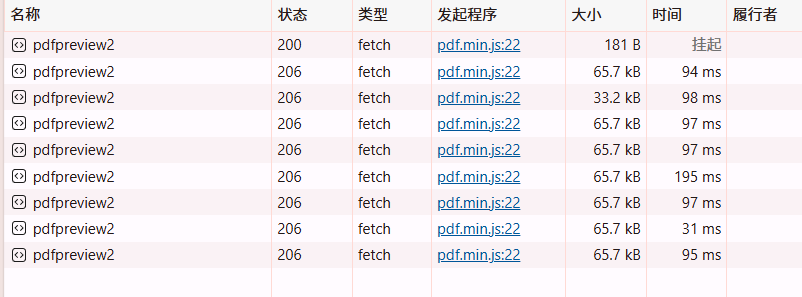 名称 状态 类型 发起程序 大小 时间 履行者
pdfpreview2 200 fetch pdf.min.js:22 181 B 挂起
pdfpreview2 206 fetch pdf.min.js:22 65.7 kB 94 ms
pdfpreview2 206 fetch pdf.min.js:22 33.2 kB 98 ms
pdfpreview2 206 fetch pdf.min.js:22 65.7 kB 97 ms
pdfpreview2 206 fetch pdf.min.js:22 65.7 kB 97 ms
pdfpreview2 206 fetch pdf.min.js:22 65.7 kB 195 ms
pdfpreview2 206 fetch pdf.min.js:22 65.7 kB 97 ms
pdfpreview2 206 fetch pdf.min.js:22 65.7 kB 31 ms
pdfpreview2 206 fetch pdf.min.js:22 65.7 kB 95 ms